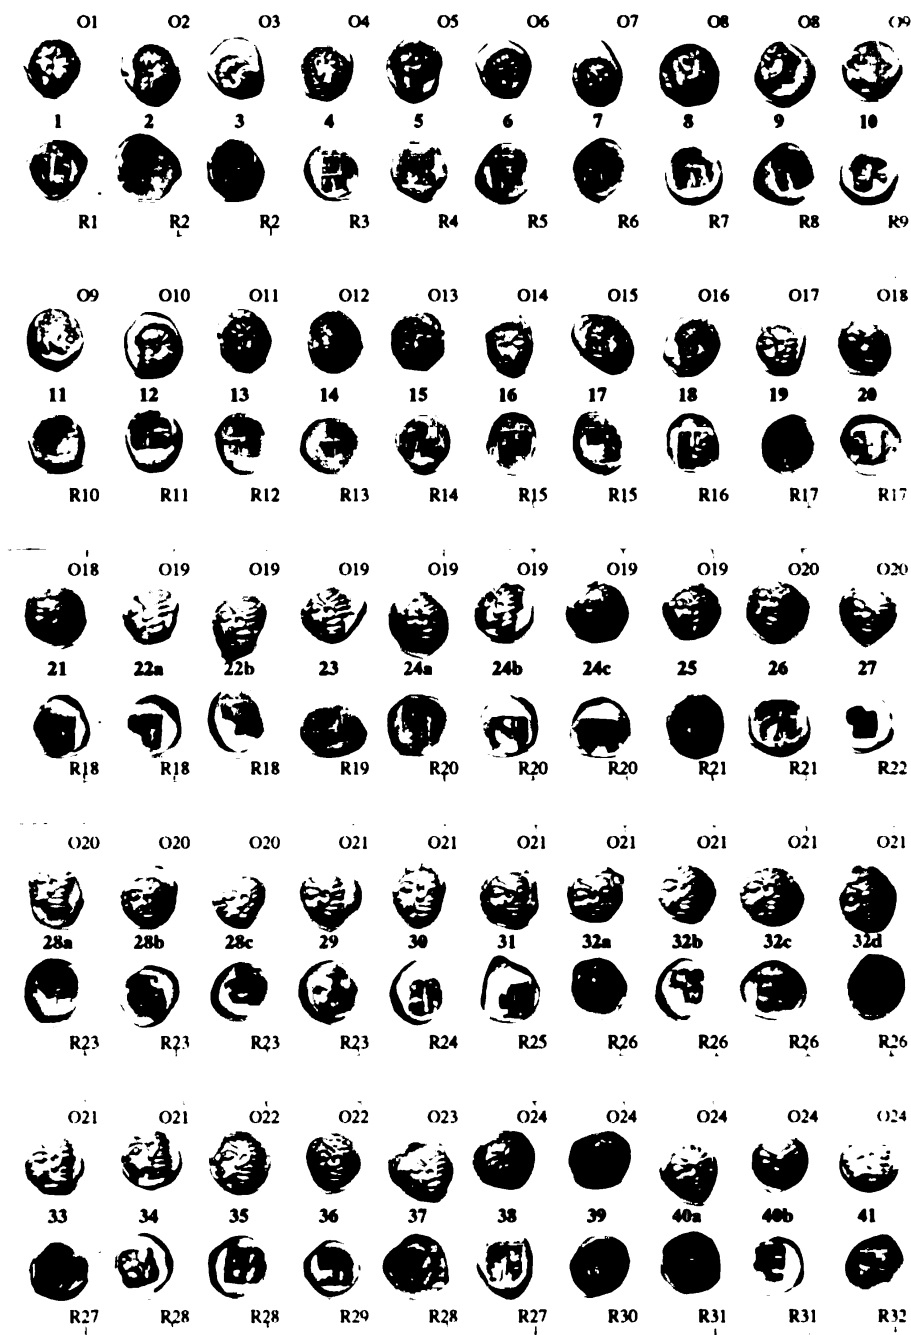 O1 O2 O3 O4 O5 O6 O7 O8 O8 O9
1 2 3 4 5 6 7 8 9 10
R1 R2 R2 R3 R4 R5 R6 R7 R8 R9
O9 O10 O11 O12 O13 O14 O15 O16 O17 O18
11 12 13 14 15 16 17 18 19 20
R10 R11 R12 R13 R14 R15 R15 R16 R17 R17
O18 O19 O19 O19 O19 O19 O19 O19 O20 O20
21 22a 22b 23 24a 24b 24c 25 26 27
R18 R18 R18 R19 R20 R20 R20 R21 R21 R22
O20 O20 O20 O21 O21 O21 O21 O21 O21 O21
28a 28b 28c 29 30 31 32a 32b 32c 32d
R23 R23 R23 R23 R24 R25 R26 R26 R26 R26
O21 O21 O22 O22 O23 O24 O24 O24 O24 O24
33 34 35 36 37 38 39 40a 40b 41
R27 R28 R28 R29 R28 R27 R30 R31 R31 R32